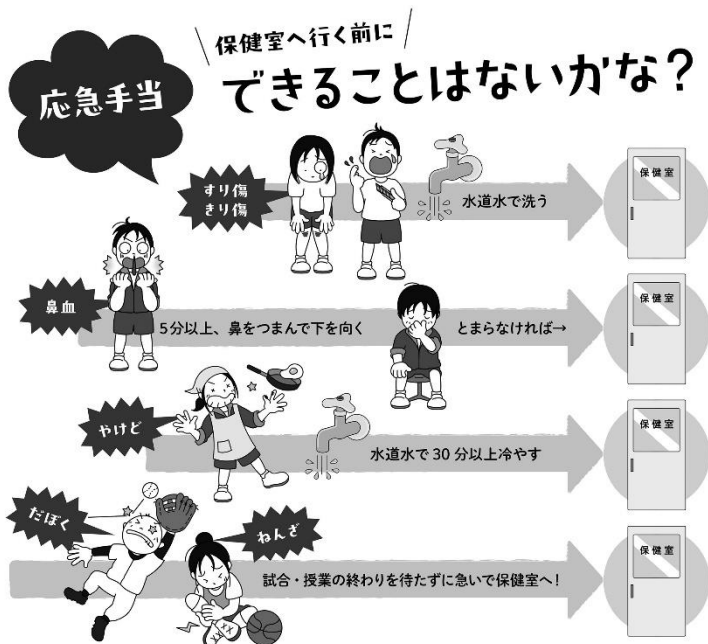 応急手当
保健室へ行く前に
できることはないかな？
すり傷
きり傷
水道水で洗う
保健室
鼻血
5分以上、鼻をつまんで下を向く
とまらなければ→
保健室
やけど
水道水で30分以上冷やす
保健室
だぼく
ねんざ
試合・授業の終わりを待たずに急いで保健室へ！
保健室